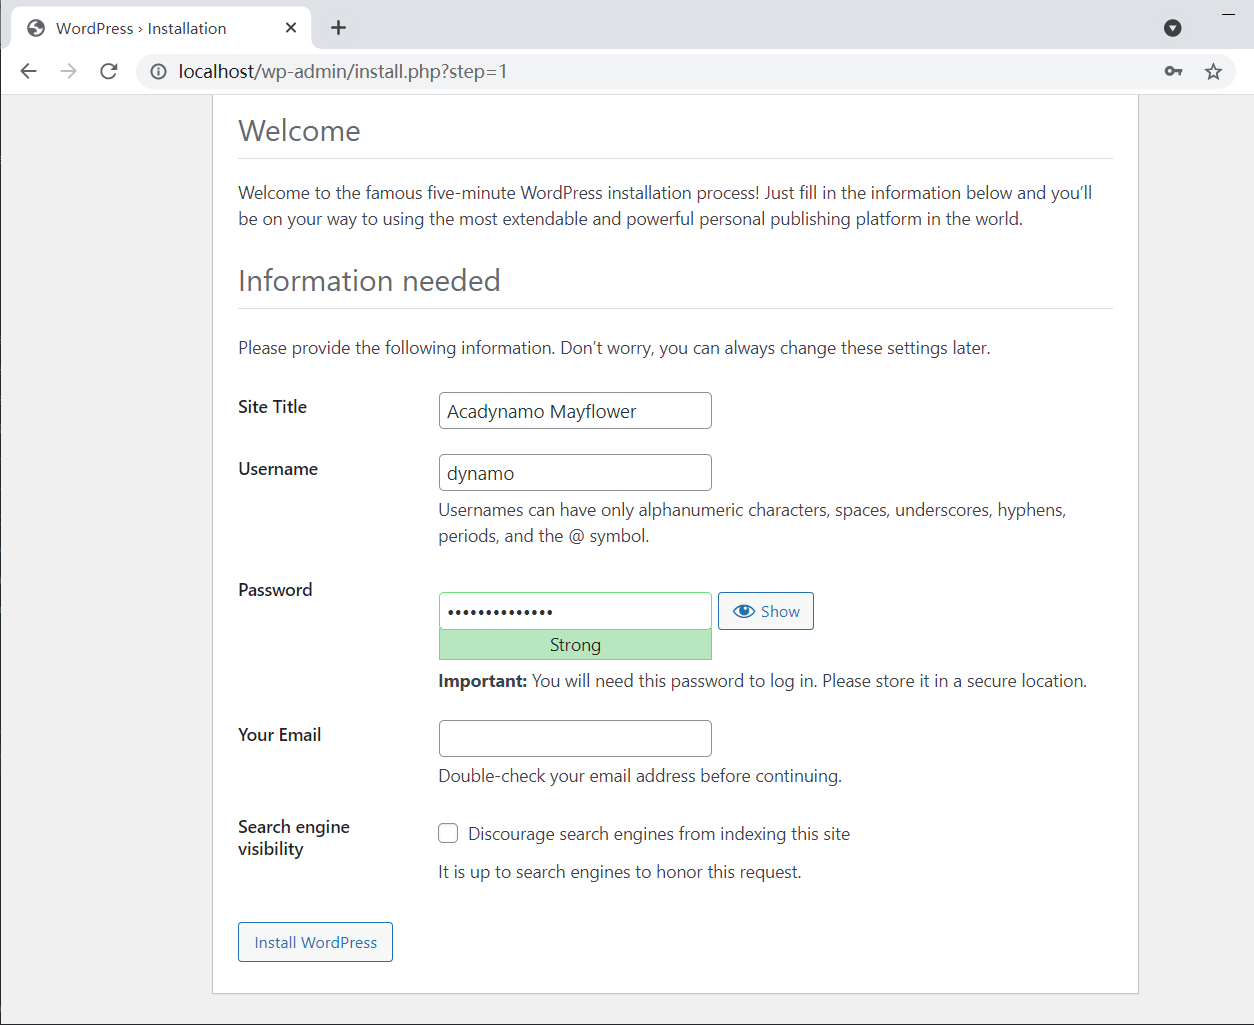 WordPress › Installation
localhost/wp-admin/install.php?step=1
Welcome
Welcome to the famous five-minute WordPress installation process! Just fill in the information below and you’ll
be on your way to using the most extendable and powerful personal publishing platform in the world.
Information needed
Please provide the following information. Don’t worry, you can always change these settings later.
Site Title
Acadynamo Mayflower
Username
dynamo
Usernames can have only alphanumeric characters, spaces, underscores, hyphens,
periods, and the @ symbol.
Password
••••••••••••••
Show
Strong
Important: You will need this password to log in. Please store it in a secure location.
Your Email
Double-check your email address before continuing.
Search engine
visibility
Discourage search engines from indexing this site
It is up to search engines to honor this request.
Install WordPress